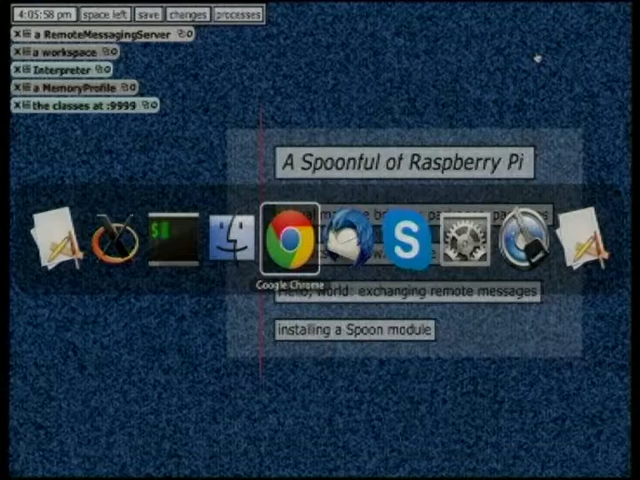 4:05:58 pm space left save changes processes
a RemoteMessagingServer
a workspace
Interpreter
a MemoryProfile
the classes at :9999
A Spoonful of Raspberry Pi
$
S
Google Chrome
Hello, world: exchanging remote messages
installing a Spoon module